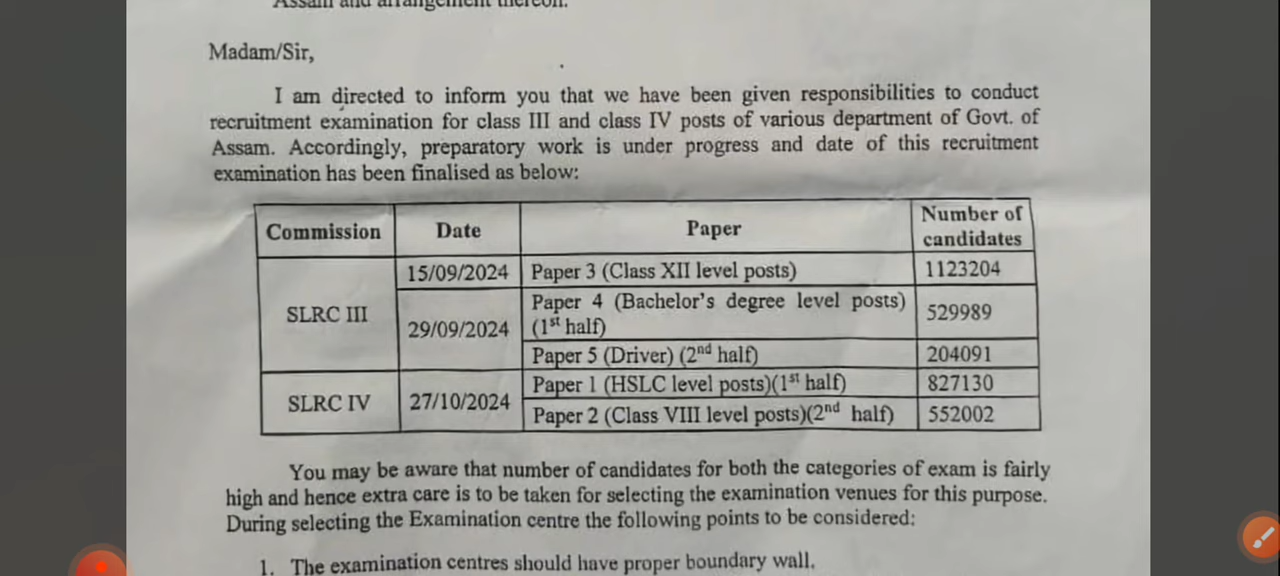 Assam and arrangement thereon.
Madam/Sir,
I am directed to inform you that we have been given responsibilities to conduct
recruitment examination for class III and class IV posts of various department of Govt. of
Assam. Accordingly, preparatory work is under progress and date of this recruitment
examination has been finalised as below:
Commission Date Paper Number of
candidates
SLRC III 15/09/2024 Paper 3 (Class XII level posts) 1123204
29/09/2024 Paper 4 (Bachelor's degree level posts)
(1st half) 529989
Paper 5 (Driver) (2nd half) 204091
SLRC IV 27/10/2024 Paper 1 (HSLC level posts)(1st half) 827130
Paper 2 (Class VIII level posts)(2nd half) 552002
You may be aware that number of candidates for both the categories of exam is fairly
high and hence extra care is to be taken for selecting the examination venues for this purpose.
During selecting the Examination centre the following points to be considered:
1. The examination centres should have proper boundary wall.